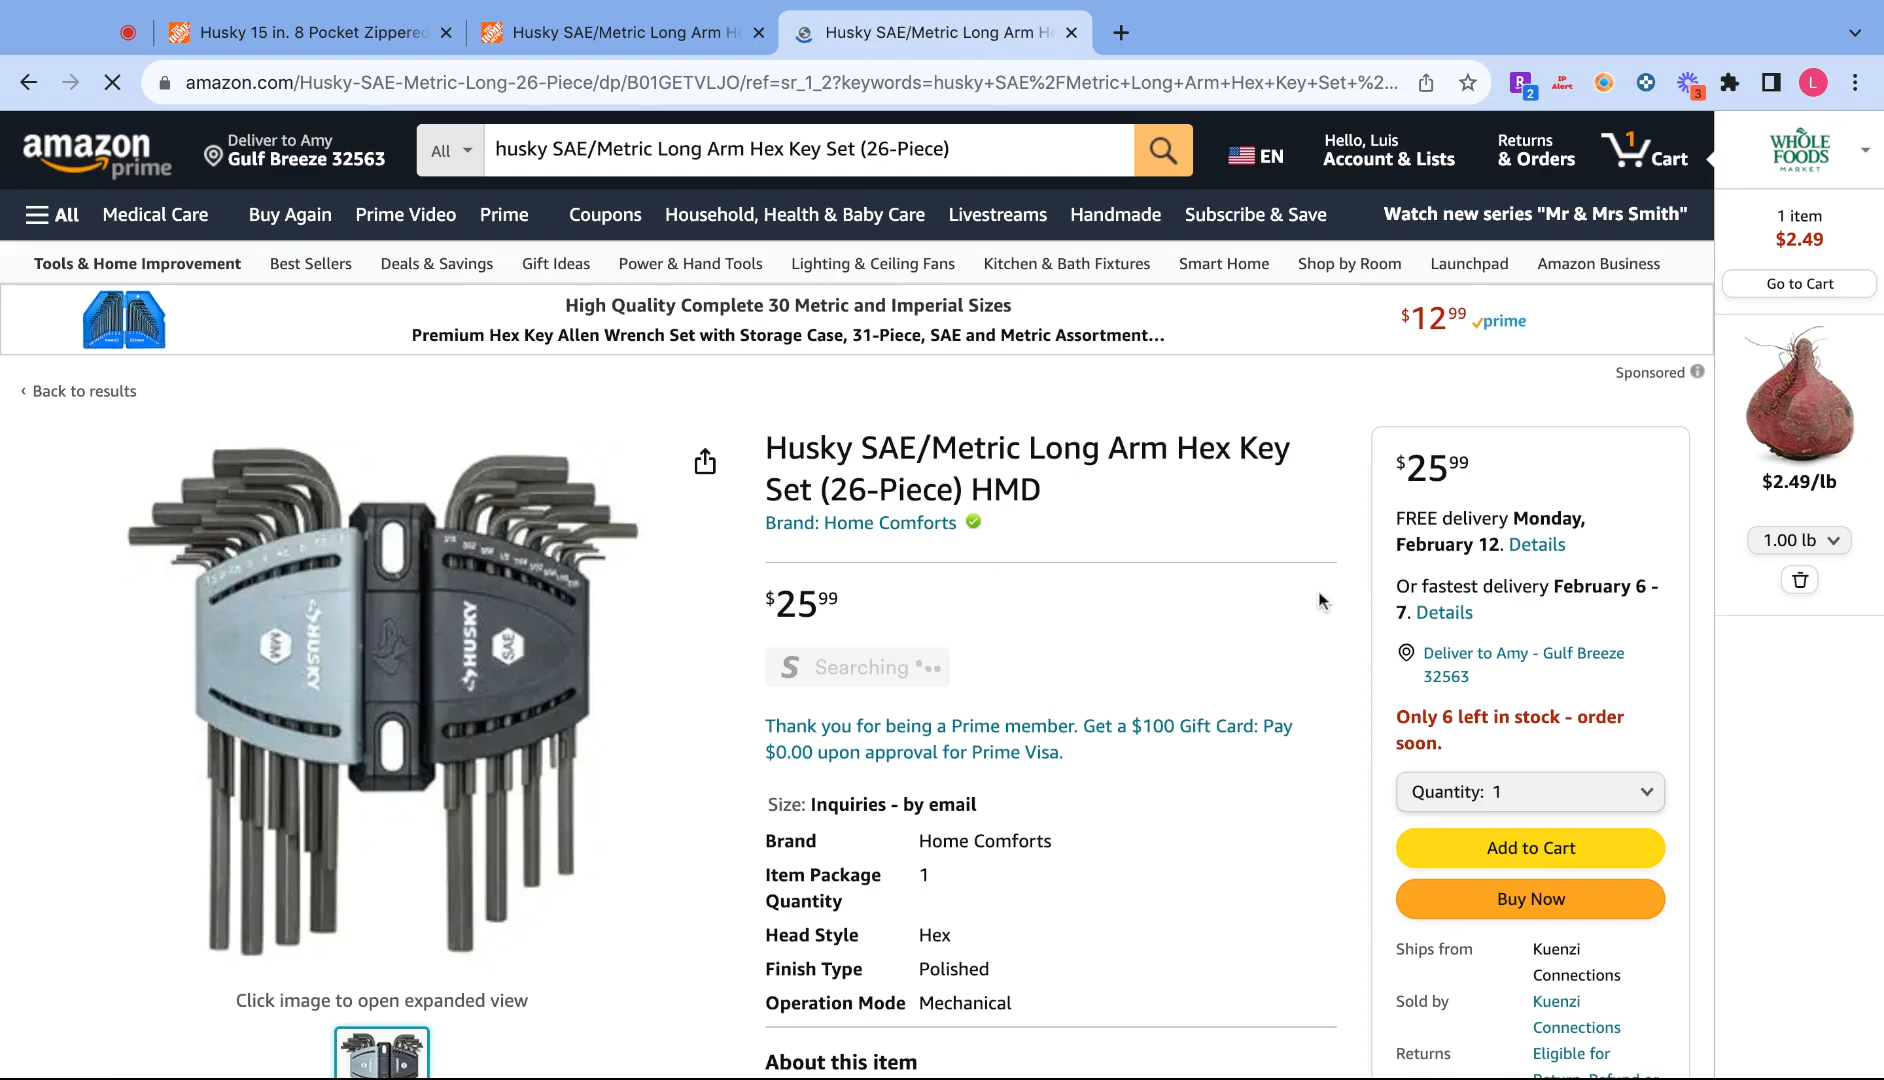 Husky 15 in. 8 Pocket Zippered
Husky SAE/Metric Long Arm H
Husky SAE/Metric Long Arm He
amazon.com/Husky-SAE-Metric-Long-26-Piece/dp/B01GETVLJO/ref=sr_1_2?keywords=husky+SAE%2FMetric+Long+Arm+Hex+Key+Set+%2...
R 2
IP Alert
3
L
amazon prime
Deliver to Amy
Gulf Breeze 32563
All
husky SAE/Metric Long Arm Hex Key Set (26-Piece)
EN
Hello, Luis
Account & Lists
Returns
& Orders
1
Cart
WHOLE
FOODS
MARKET
All Medical Care Buy Again Prime Video Prime Coupons Household, Health & Baby Care Livestreams Handmade Subscribe & Save Watch new series "Mr & Mrs Smith"
1 item
$2.49
Go to Cart
Tools & Home Improvement Best Sellers Deals & Savings Gift Ideas Power & Hand Tools Lighting & Ceiling Fans Kitchen & Bath Fixtures Smart Home Shop by Room Launchpad Amazon Business
High Quality Complete 30 Metric and Imperial Sizes
Premium Hex Key Allen Wrench Set with Storage Case, 31-Piece, SAE and Metric Assortment...
$12 99 prime
Sponsored
‹ Back to results
$2.49/lb
1.00 lb
HUSKY
MM
HUSKY
SAE
Click image to open expanded view
Husky SAE/Metric Long Arm Hex Key
Set (26-Piece) HMD
Brand: Home Comforts
$25 99
S Searching
Thank you for being a Prime member. Get a $100 Gift Card: Pay
$0.00 upon approval for Prime Visa.
Size: Inquiries - by email
Brand Home Comforts
Item Package
Quantity
1
Head Style Hex
Finish Type Polished
Operation Mode Mechanical
About this item
$25 99
FREE delivery Monday,
February 12. Details
Or fastest delivery February 6 -
7. Details
Deliver to Amy - Gulf Breeze
32563
Only 6 left in stock - order
soon.
Quantity: 1
Add to Cart
Buy Now
Ships from Kuenzi
Connections
Sold by Kuenzi
Connections
Returns Eligible for